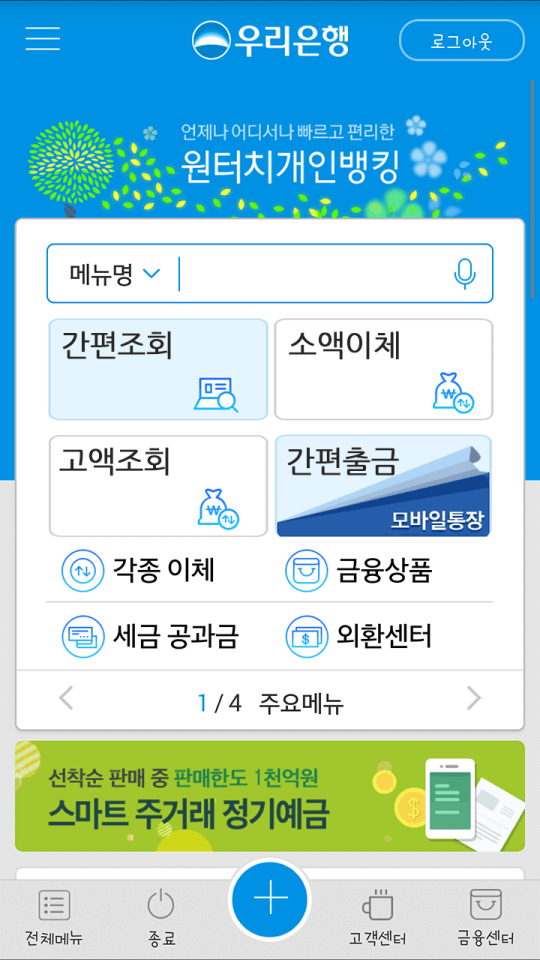 우리은행
로그아웃
언제나 어디서나 빠르고 편리한
원터치개인뱅킹
메뉴명
간편조회
소액이체
고액조회
간편출금
모바일통장
각종 이체
금융상품
세금 공과금
외환센터
1 / 4 주요메뉴
선착순 판매 중 판매한도 1천억원
스마트 주거래 정기예금
전체메뉴
종료
고객센터
금융센터